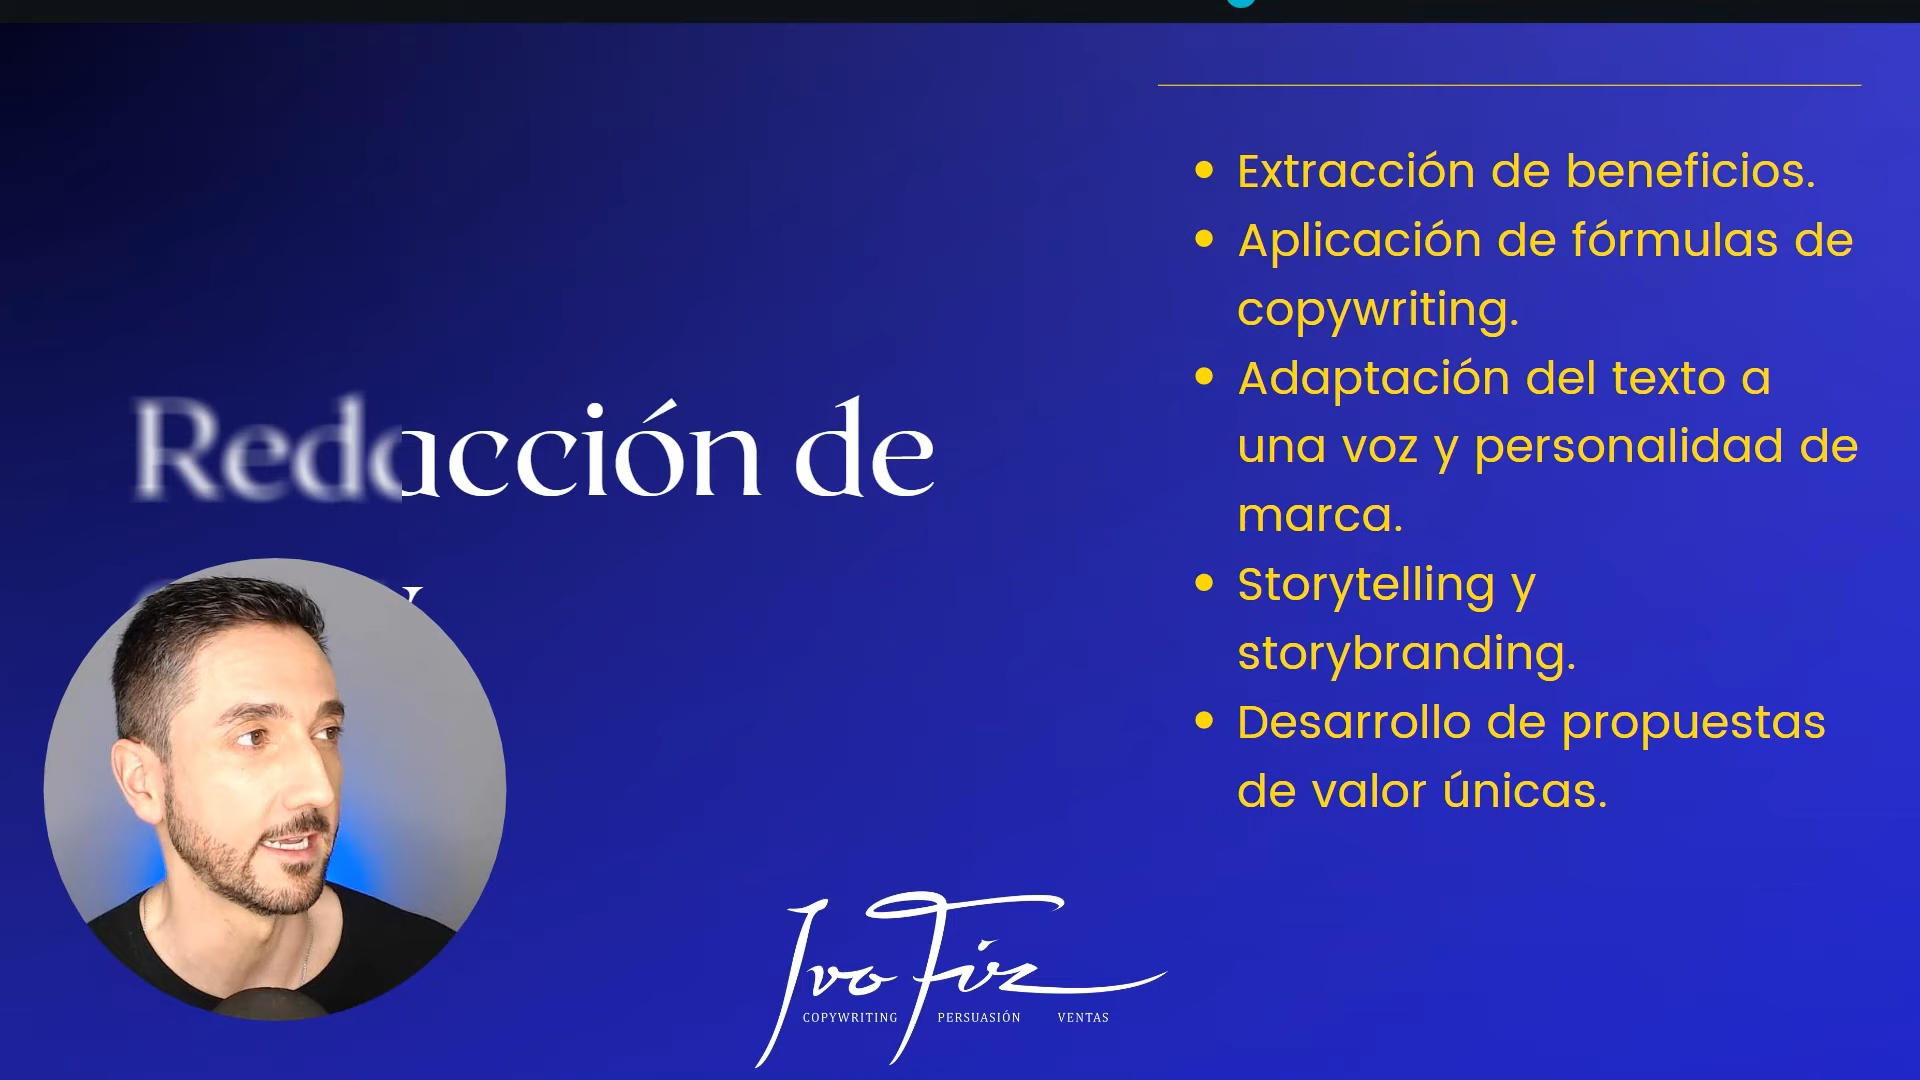 Redacción de
Extracción de beneficios.
Aplicación de fórmulas de
copywriting.
Adaptación del texto a
una voz y personalidad de
marca.
Storytelling y
storybranding.
Desarrollo de propuestas
de valor únicas.
Ivo Fiz
COPYWRITING PERSUASIÓN VENTAS